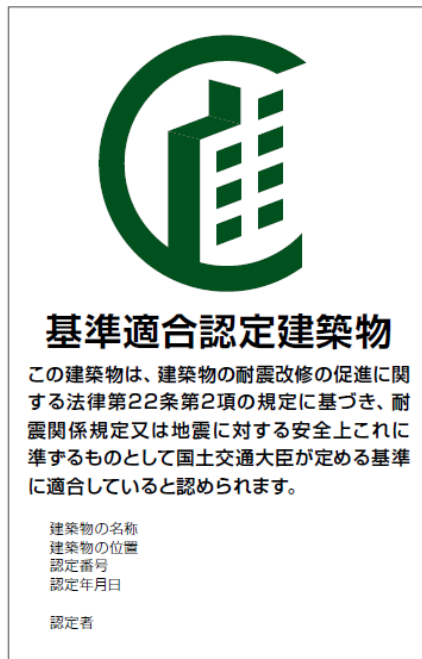 基準適合認定建築物
この建築物は、建築物の耐震改修の促進に関
する法律第22条第2項の規定に基づき、耐
震関係規定又は地震に対する安全上これに
準ずるものとして国土交通大臣が定める基準
に適合していると認められます。
建築物の名称
建築物の位置
認定番号
認定年月日
認定者